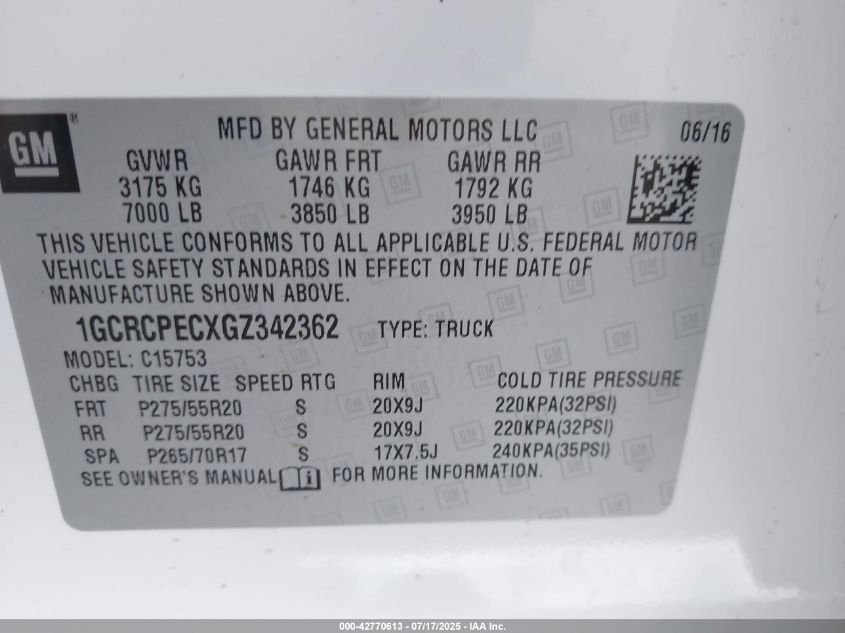 GM ®
MFD BY GENERAL MOTORS LLC 06/16
GVWR GAWR FRT GAWR RR
3175 KG 1746 KG 1792 KG
7000 LB 3850 LB 3950 LB
THIS VEHICLE CONFORMS TO ALL APPLICABLE U.S. FEDERAL MOTOR
VEHICLE SAFETY STANDARDS IN EFFECT ON THE DATE OF
MANUFACTURE SHOWN ABOVE.
1GCRCPECXGZ342362 TYPE: TRUCK
MODEL: C15753
CHBG TIRE SIZE SPEED RTG RIM COLD TIRE PRESSURE
FRT P275/55R20 S 20X9J 220KPA(32PSI)
RR P275/55R20 S 20X9J 220KPA(32PSI)
SPA P265/70R17 S 17X7.5J 240KPA(35PSI)
SEE OWNER'S MANUAL i FOR MORE INFORMATION.
000-42770613 - 07/17/2025 - IAA Inc.